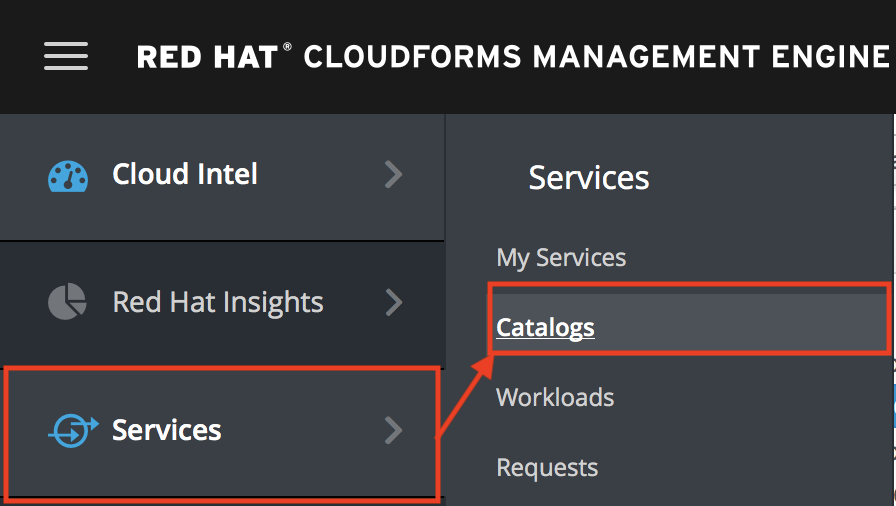 RED HAT® CLOUDFORMS MANAGEMENT ENGINE
Cloud Intel
Red Hat Insights
Services
Services
My Services
Catalogs
Workloads
Requests